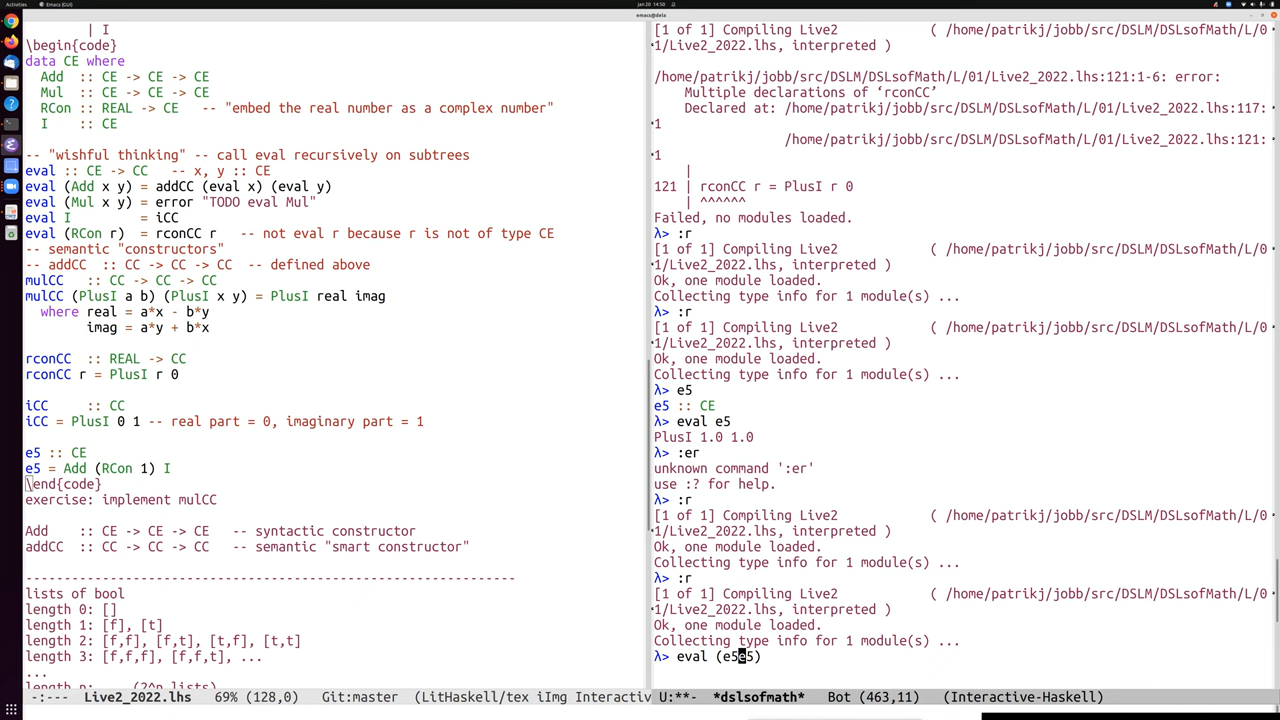 Activities
Emacs (GUI)
Jan 20 14:50
emacs@dela
| I
\begin{code}
data CE where
Add :: CE -> CE -> CE
Mul :: CE -> CE -> CE
RCon :: REAL -> CE -- "embed the real number as a complex number"
I :: CE
-- "wishful thinking" -- call eval recursively on subtrees
eval :: CE -> CC -- x, y :: CE
eval (Add x y) = addCC (eval x) (eval y)
eval (Mul x y) = error "TODO eval Mul"
eval I = iCC
eval (RCon r) = rconCC r -- not eval r because r is not of type CE
-- semantic "constructors"
-- addCC :: CC -> CC -> CC -- defined above
mulCC :: CC -> CC -> CC
mulCC (PlusI a b) (PlusI x y) = PlusI real imag
where real = a*x - b*y
imag = a*y + b*x
rconCC :: REAL -> CC
rconCC r = PlusI r 0
iCC :: CC
iCC = PlusI 0 1 -- real part = 0, imaginary part = 1
e5 :: CE
e5 = Add (RCon 1) I
\end{code}
exercise: implement mulCC
Add :: CE -> CE -> CE -- syntactic constructor
addCC :: CC -> CC -> CC -- semantic "smart constructor"
----------------------------------------------------------------
lists of bool
length 0: []
length 1: [f], [t]
length 2: [f,f], [f,t], [t,f], [t,t]
length 3: [f,f,f], [f,f,t], ...
...
length n: (2^n lists)
-:--- Live2_2022.lhs 69% (128,0) Git:master (LitHaskell/tex iImg Interactiv
[1 of 1] Compiling Live2 ( /home/patrikj/jobb/src/DSLM/DSLsofMath/L/0
1/Live2_2022.lhs, interpreted )
/home/patrikj/jobb/src/DSLM/DSLsofMath/L/01/Live2_2022.lhs:121:1-6: error:
Multiple declarations of ‘rconCC’
Declared at: /home/patrikj/jobb/src/DSLM/DSLsofMath/L/01/Live2_2022.lhs:117:
1
/home/patrikj/jobb/src/DSLM/DSLsofMath/L/01/Live2_2022.lhs:121:
1
|
121 | rconCC r = PlusI r 0
| ^^^^^^
Failed, no modules loaded.
λ> :r
[1 of 1] Compiling Live2 ( /home/patrikj/jobb/src/DSLM/DSLsofMath/L/0
1/Live2_2022.lhs, interpreted )
Ok, one module loaded.
Collecting type info for 1 module(s) ...
λ> :r
[1 of 1] Compiling Live2 ( /home/patrikj/jobb/src/DSLM/DSLsofMath/L/0
1/Live2_2022.lhs, interpreted )
Ok, one module loaded.
Collecting type info for 1 module(s) ...
λ> e5
e5 :: CE
λ> eval e5
PlusI 1.0 1.0
λ> :er
unknown command ':er'
use :? for help.
λ> :r
[1 of 1] Compiling Live2 ( /home/patrikj/jobb/src/DSLM/DSLsofMath/L/0
1/Live2_2022.lhs, interpreted )
Ok, one module loaded.
Collecting type info for 1 module(s) ...
λ> :r
[1 of 1] Compiling Live2 ( /home/patrikj/jobb/src/DSLM/DSLsofMath/L/0
1/Live2_2022.lhs, interpreted )
Ok, one module loaded.
Collecting type info for 1 module(s) ...
λ> eval (e5e5)
U:**- *dslsofmath* Bot (463,11) (Interactive-Haskell)